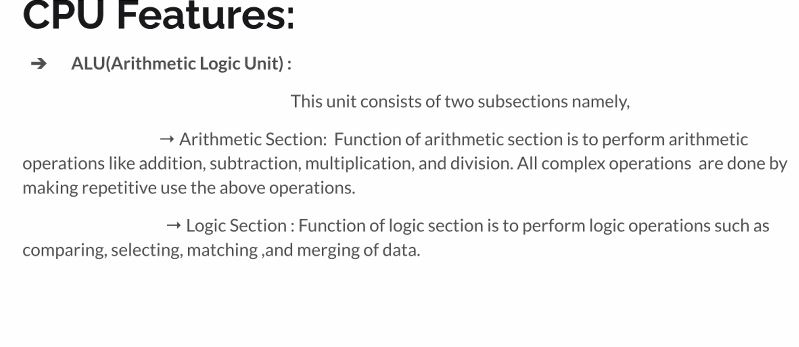 CPU Features:
➔ ALU(Arithmetic Logic Unit) :
This unit consists of two subsections namely,
→ Arithmetic Section:  Function of arithmetic section is to perform arithmetic
operations like addition, subtraction, multiplication, and division. All complex operations  are done by
making repetitive use the above operations.
→ Logic Section : Function of logic section is to perform logic operations such as
comparing, selecting, matching ,and merging of data.